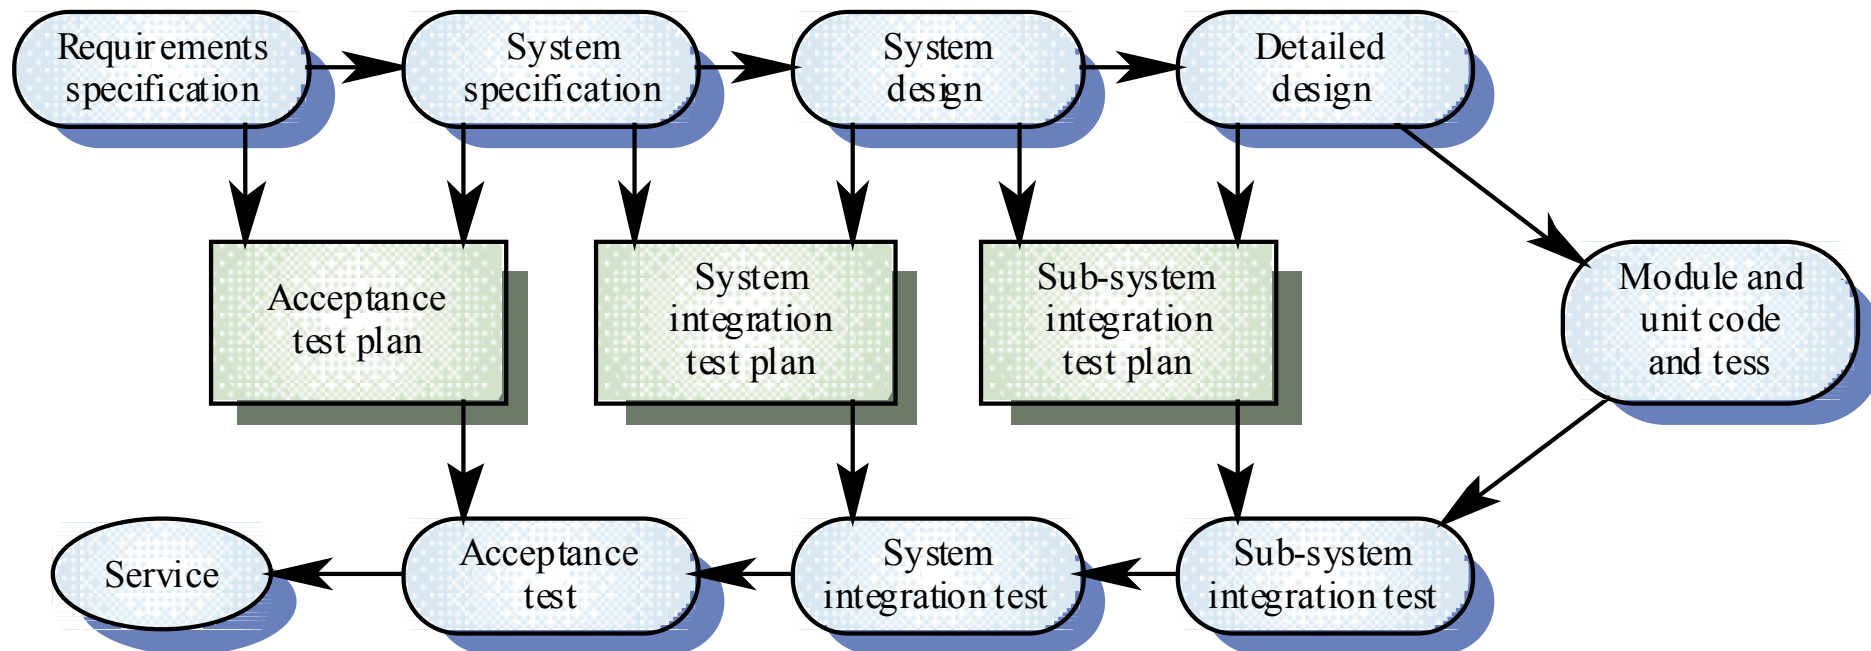 Requirements
specification
System
specification
System
design
Detailed
design
Acceptance
test plan
System
integration
test plan
Sub-system
integration
test plan
Module and
unit code
and tess
Service
Acceptance
test
System
integration test
Sub-system
integration test